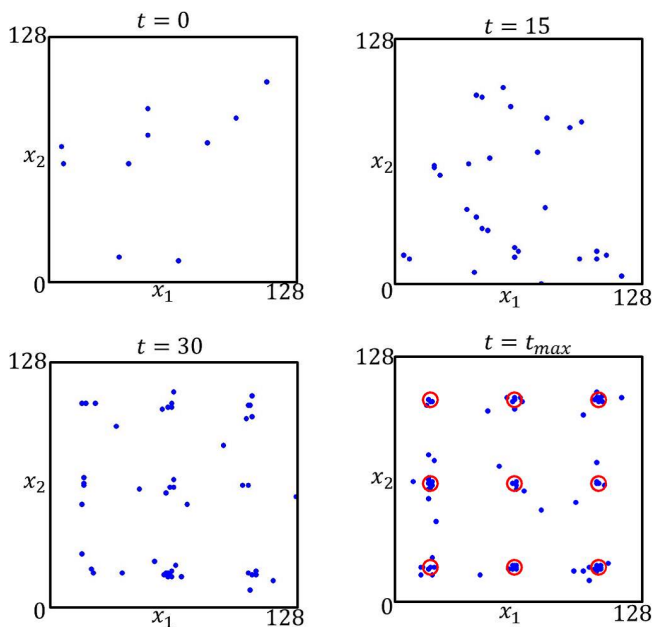 t = 0
128
x₂
0
x₁
128
t = 15
128
x₂
0
x₁
128
t = 30
128
x₂
0
x₁
128
t = tₘₐₓ
128
x₂
0
x₁
128